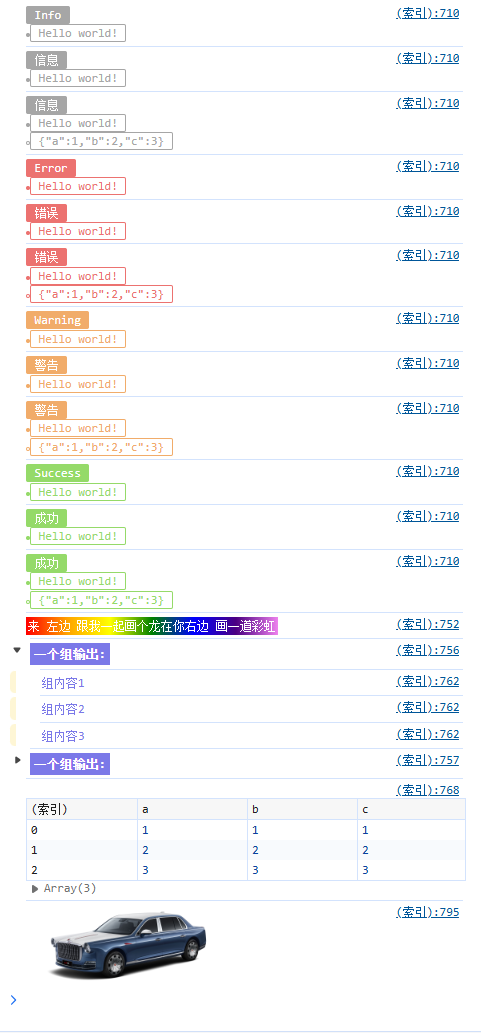 Info (索引):710
Hello world!
信息 (索引):710
Hello world!
信息 (索引):710
Hello world!
{"a":1,"b":2,"c":3}
Error (索引):710
Hello world!
错误 (索引):710
Hello world!
错误 (索引):710
Hello world!
{"a":1,"b":2,"c":3}
Warning (索引):710
Hello world!
警告 (索引):710
Hello world!
警告 (索引):710
Hello world!
{"a":1,"b":2,"c":3}
Success (索引):710
Hello world!
成功 (索引):710
Hello world!
成功 (索引):710
Hello world!
{"a":1,"b":2,"c":3}
来 左边 跟我一起画个龙在你右边 画一道彩虹 (索引):752
一个组输出: (索引):756
组内容1 (索引):762
组内容2 (索引):762
组内容3 (索引):762
一个组输出: (索引):757
(索引):768
(索引) a b c
0 1 1 1
1 2 2 2
2 3 3 3
Array(3)
(索引):795